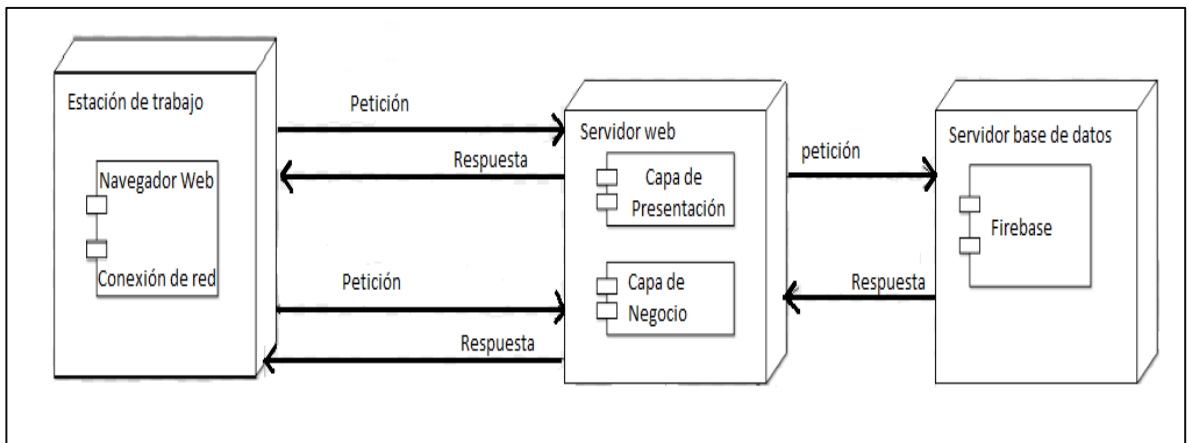 Estación de trabajo
Navegador Web
Conexión de red
Petición
Respuesta
Petición
Respuesta
Servidor web
Capa de
Presentación
Capa de
Negocio
petición
Respuesta
Servidor base de datos
Firebase